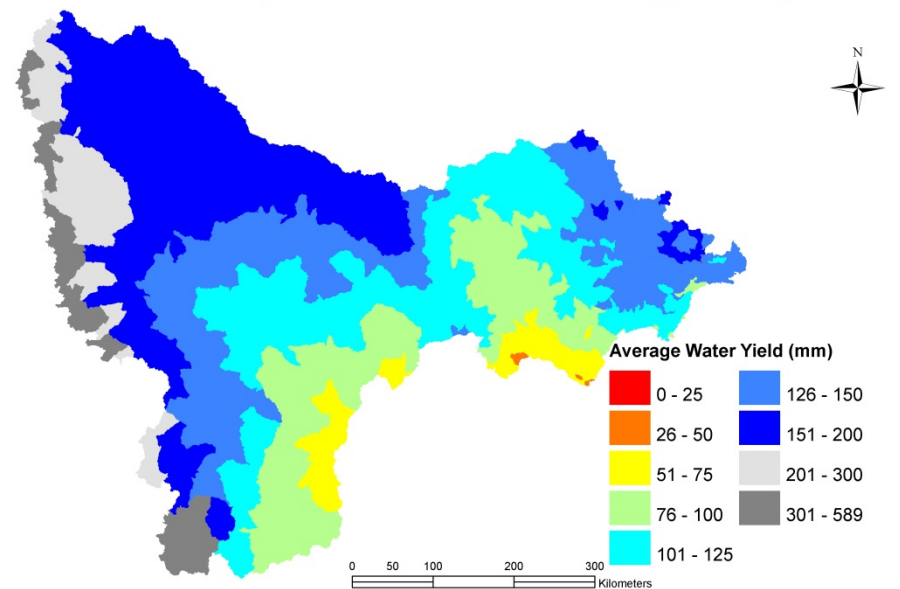 N
Average Water Yield (mm)
0 - 25
26 - 50
51 - 75
76 - 100
101 - 125
126 - 150
151 - 200
201 - 300
301 - 589
0 50 100 200 300
Kilometers